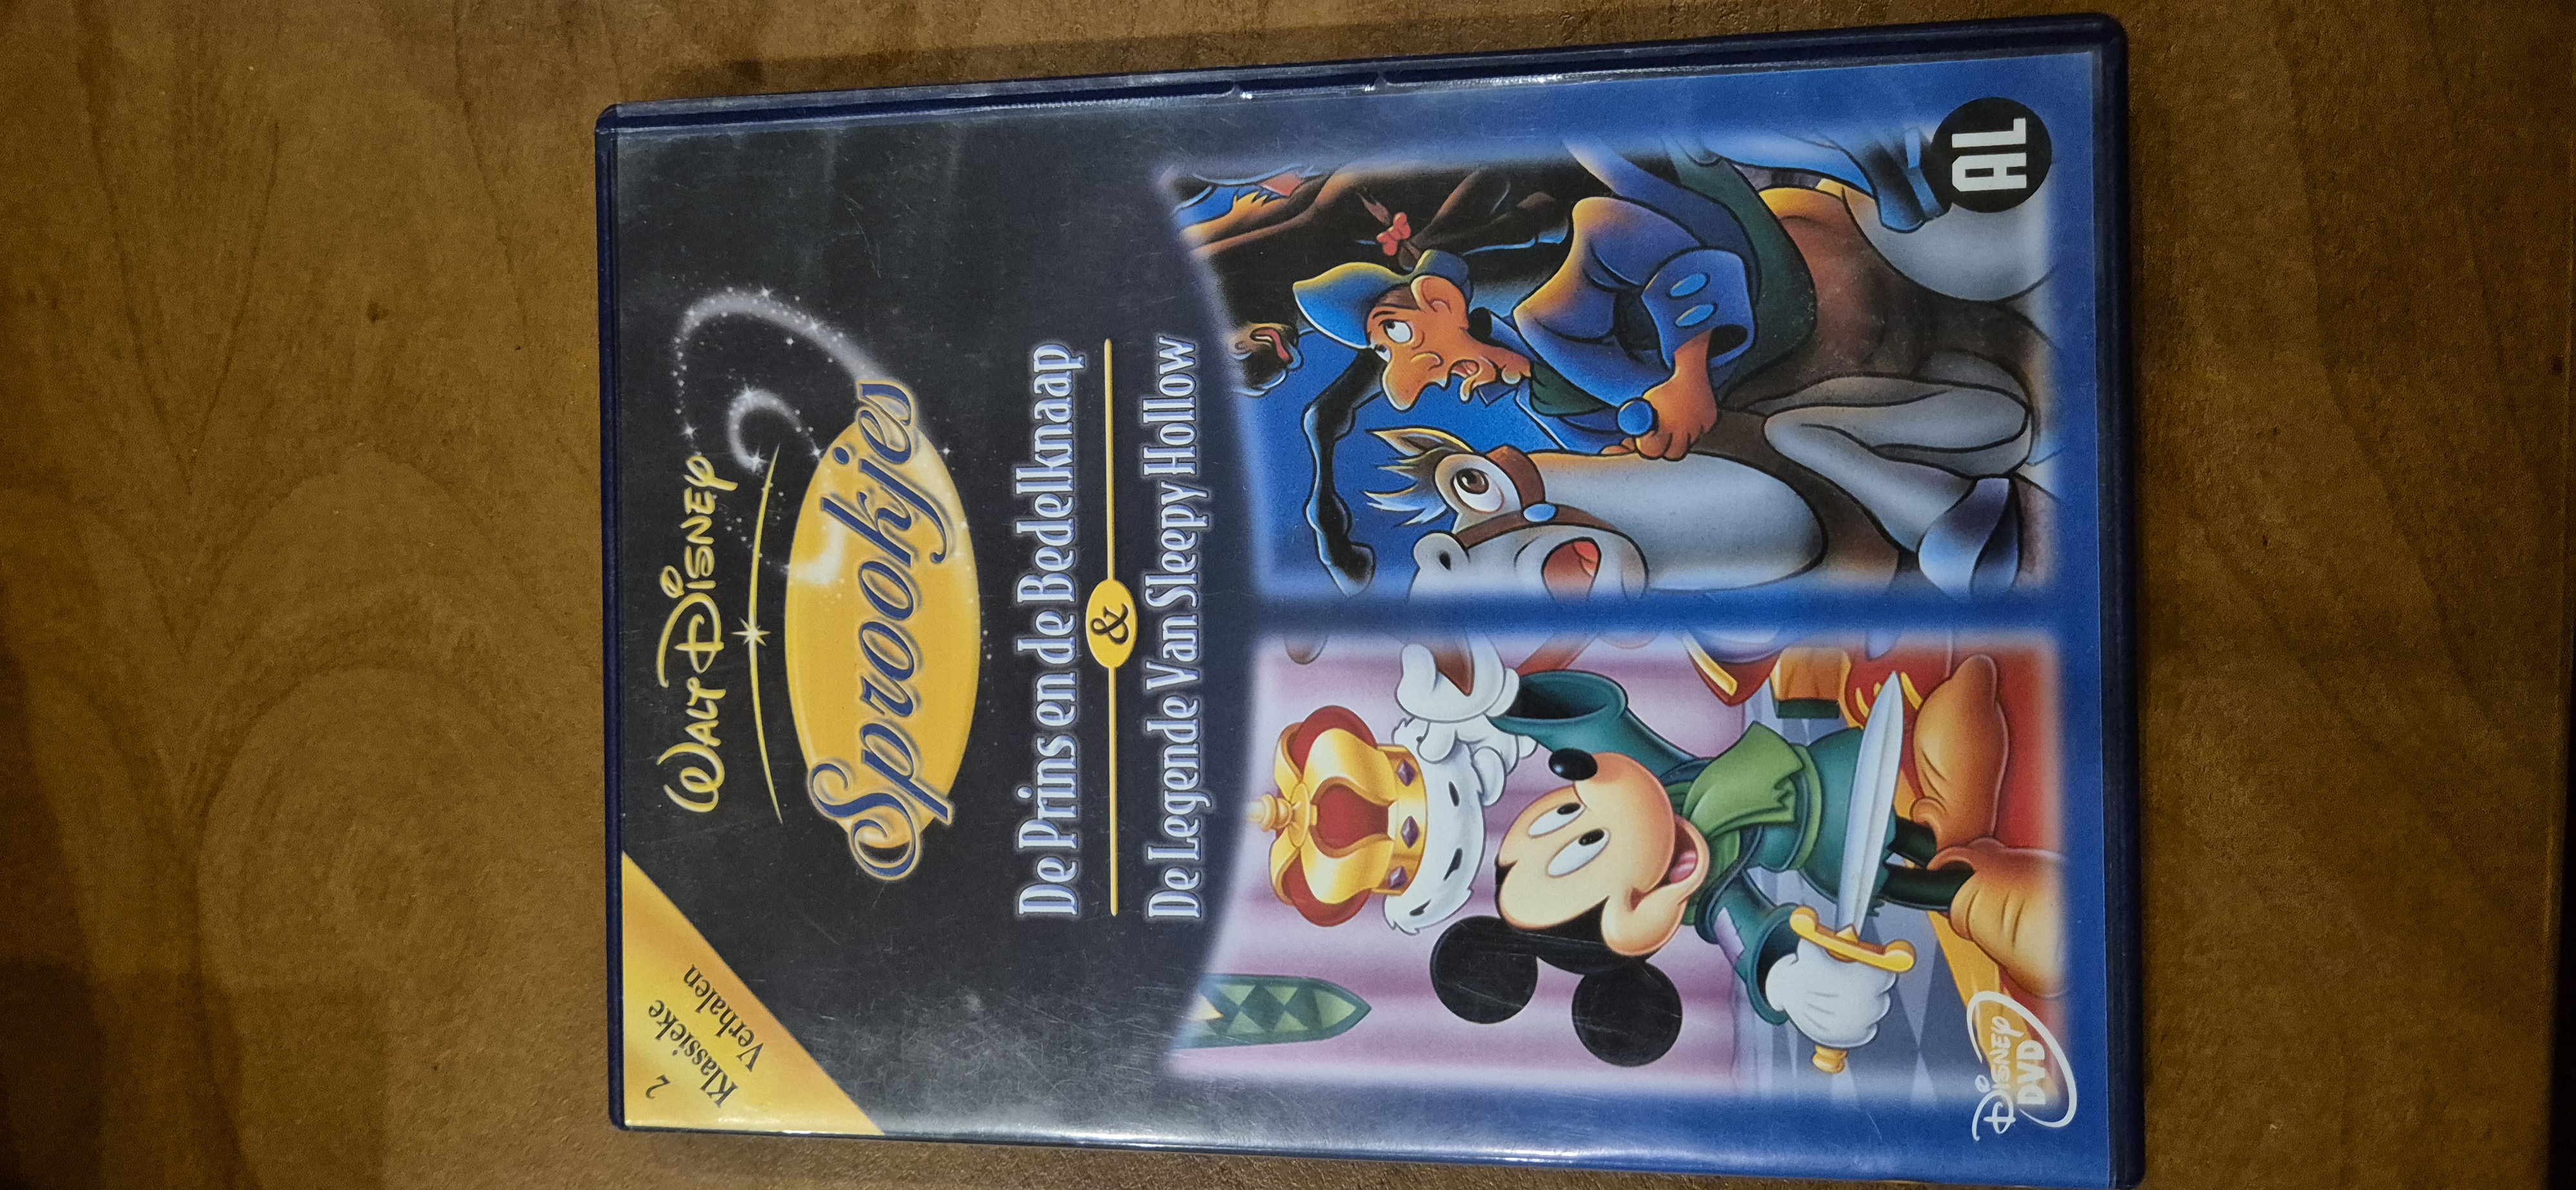 2
Klassieke
Verhalen
WALT DISNEY
Sprookjes
De Prins en de Bedelknaap
&
De Legende Van Sleepy Hollow
DISNEY
DVD
AL